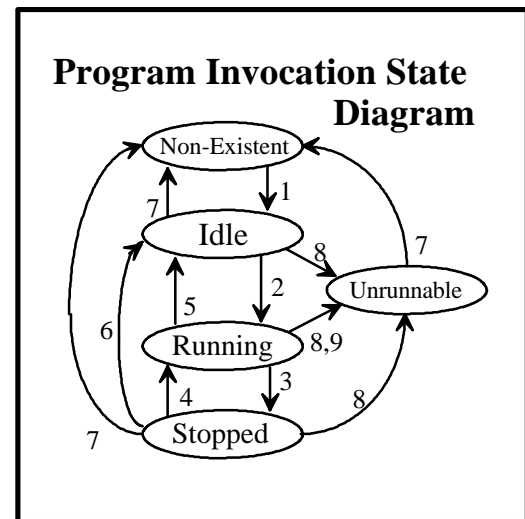 Program Invocation State
Diagram
Non-Existent
7
1
7
Idle
8
5
2
Unrunnable
6
Running
8,9
4
3
8
7
Stopped